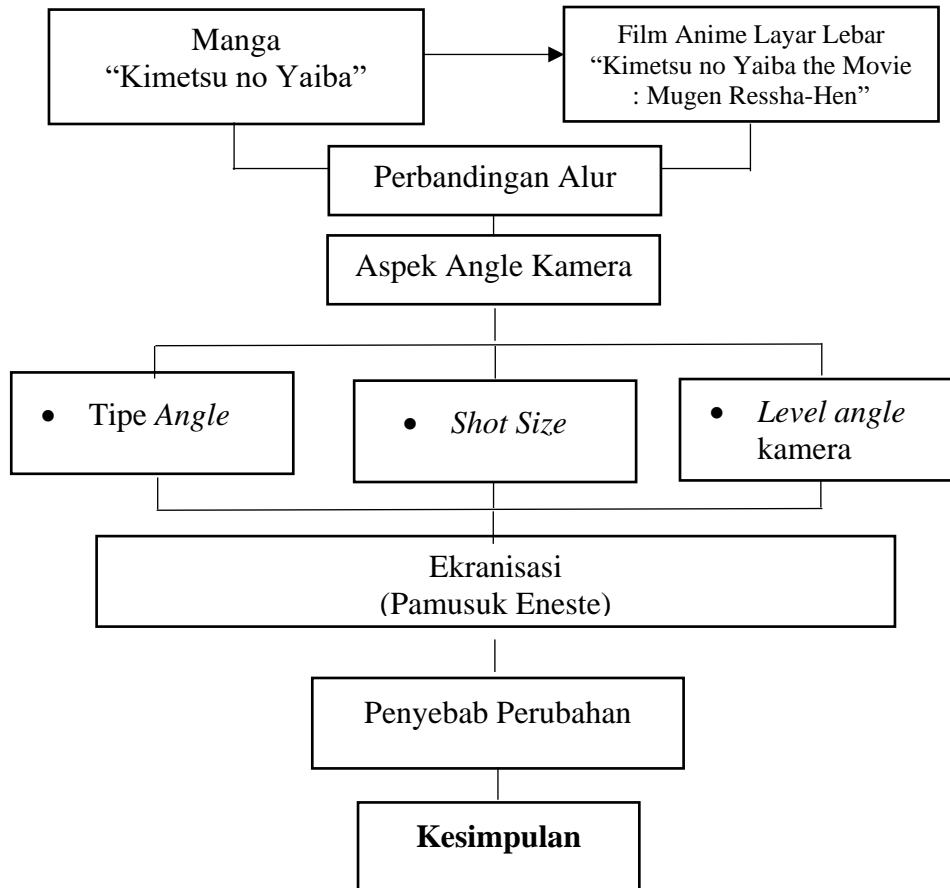 Manga
“Kimetsu no Yaiba”
Film Anime Layar Lebar
“Kimetsu no Yaiba the Movie
: Mugen Ressha-Hen”
Perbandingan Alur
Aspek Angle Kamera
• Tipe Angle
• Shot Size
• Level angle
kamera
Ekranisasi
(Pamusuk Eneste)
Penyebab Perubahan
Kesimpulan